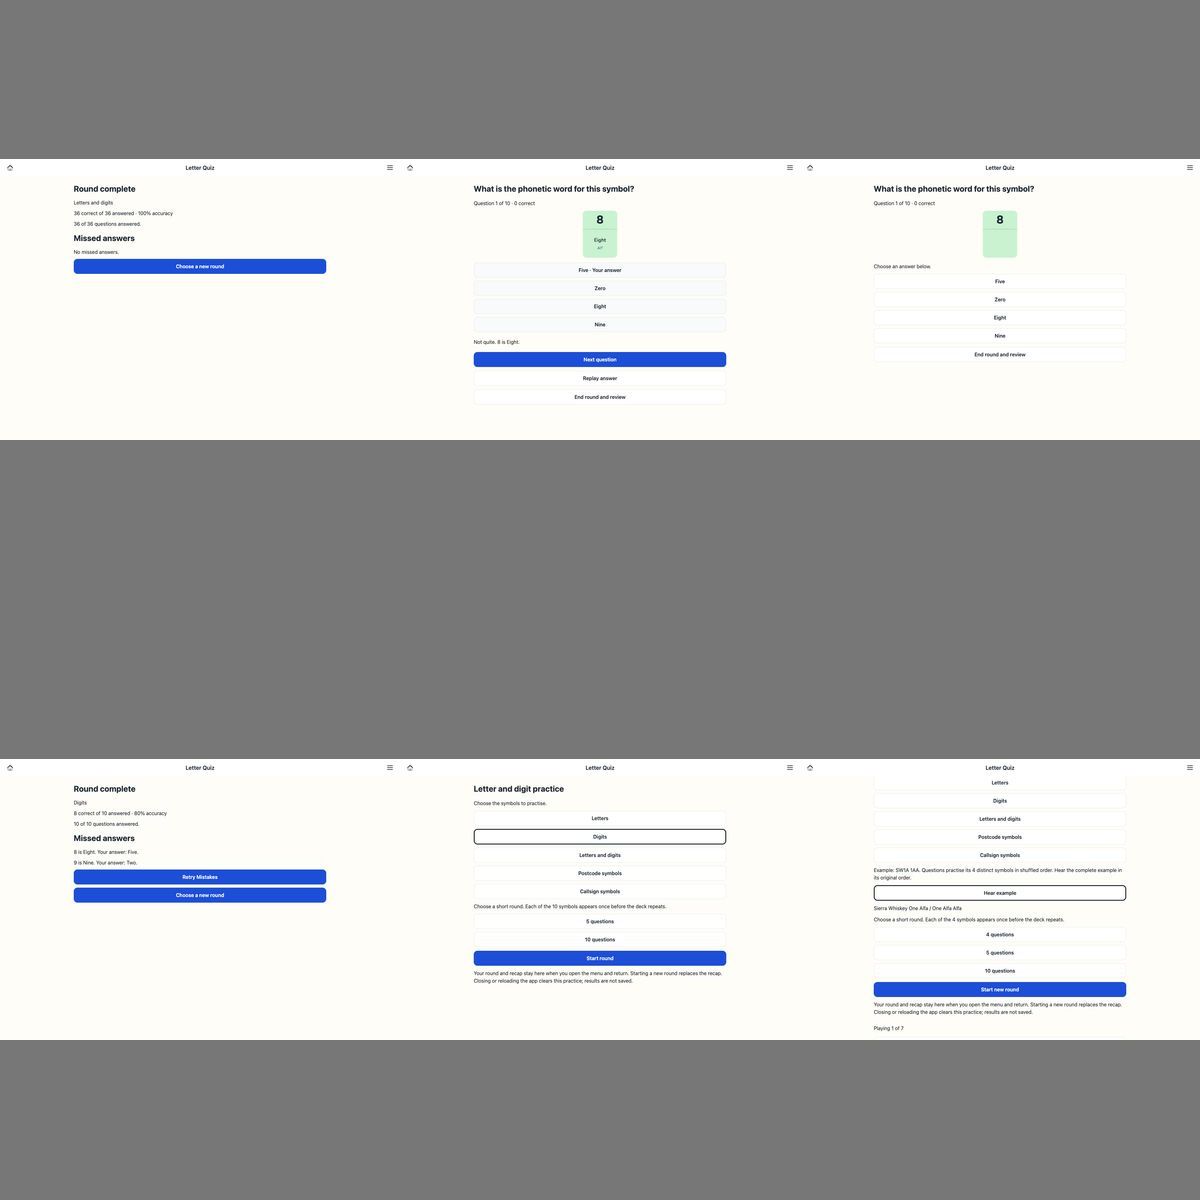 Letter Quiz
Round complete
Letters and digits
36 correct of 36 answered · 100% accuracy
36 of 36 questions answered.
Missed answers
No missed answers.
Choose a new round
Letter Quiz
What is the phonetic word for this symbol?
Question 1 of 10 · 0 correct
8
Eight
Five · Your answer
Zero
Eight
Nine
Not quite. 8 is Eight.
Next question
Replay answer
End round and review
Letter Quiz
What is the phonetic word for this symbol?
Question 1 of 10 · 0 correct
8
Choose an answer below.
Five
Zero
Eight
Nine
End round and review
Letter Quiz
Round complete
Digits
8 correct of 10 answered · 80% accuracy
10 of 10 questions answered.
Missed answers
8 is Eight. Your answer: Five.
9 is Nine. Your answer: Two.
Retry Mistakes
Choose a new round
Letter Quiz
Letter and digit practice
Choose the symbols to practise.
Letters
Digits
Letters and digits
Postcode symbols
Callsign symbols
Choose a short round. Each of the 10 symbols appears once before the deck repeats.
5 questions
10 questions
Start round
Your round and recap stay here when you open the menu and return. Starting a new round replaces the recap.
Closing or reloading the app clears this practice; results are not saved.
Letter Quiz
Letters
Digits
Letters and digits
Postcode symbols
Callsign symbols
Example: SW1A 1AA. Questions practise its 4 distinct symbols in shuffled order. Hear the complete example in
its original order.
Hear example
Sierra Whiskey One Alfa / One Alfa Alfa
Choose a short round. Each of the 4 symbols appears once before the deck repeats.
4 questions
5 questions
10 questions
Start new round
Your round and recap stay here when you open the menu and return. Starting a new round replaces the recap.
Closing or reloading the app clears this practice; results are not saved.
Playing 1 of 7